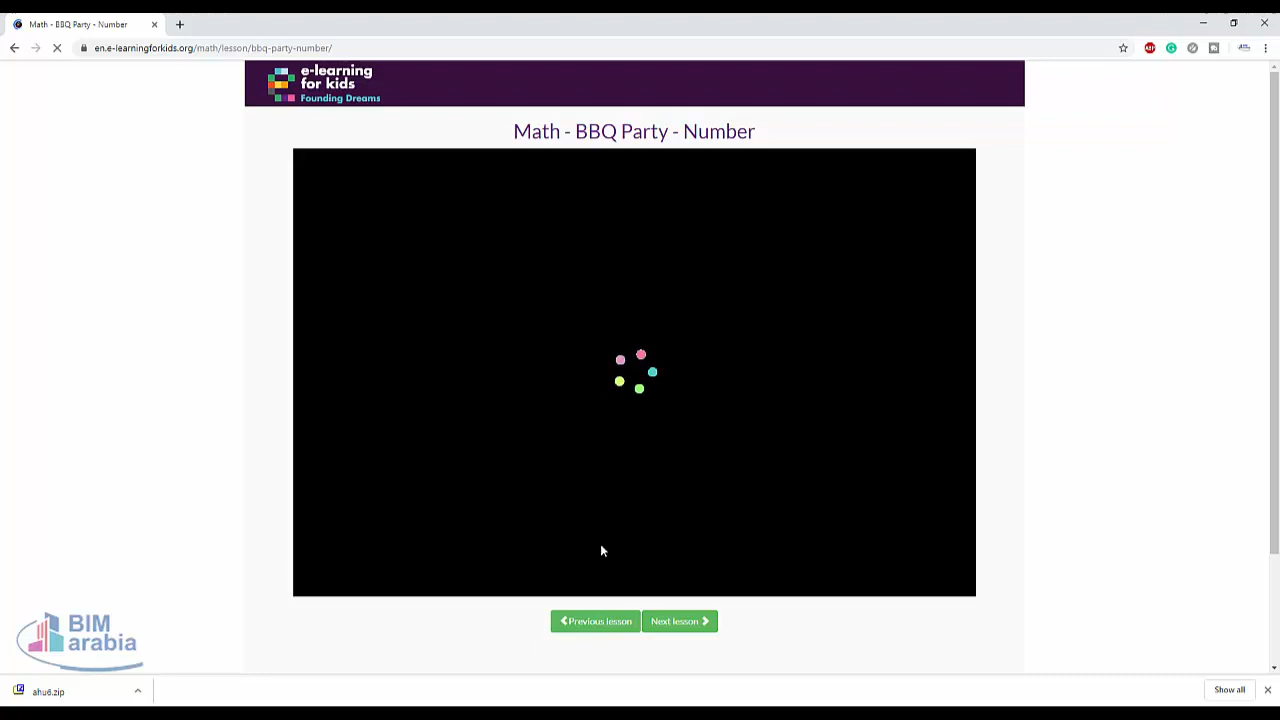 Math - BBQ Party - Number
en.e-learningforkids.org/math/lesson/bbq-party-number/
ABP
e-learning
for kids
Founding Dreams
Math - BBQ Party - Number
Previous lesson
Next lesson
BIM
arabia
ahu6.zip
Show all